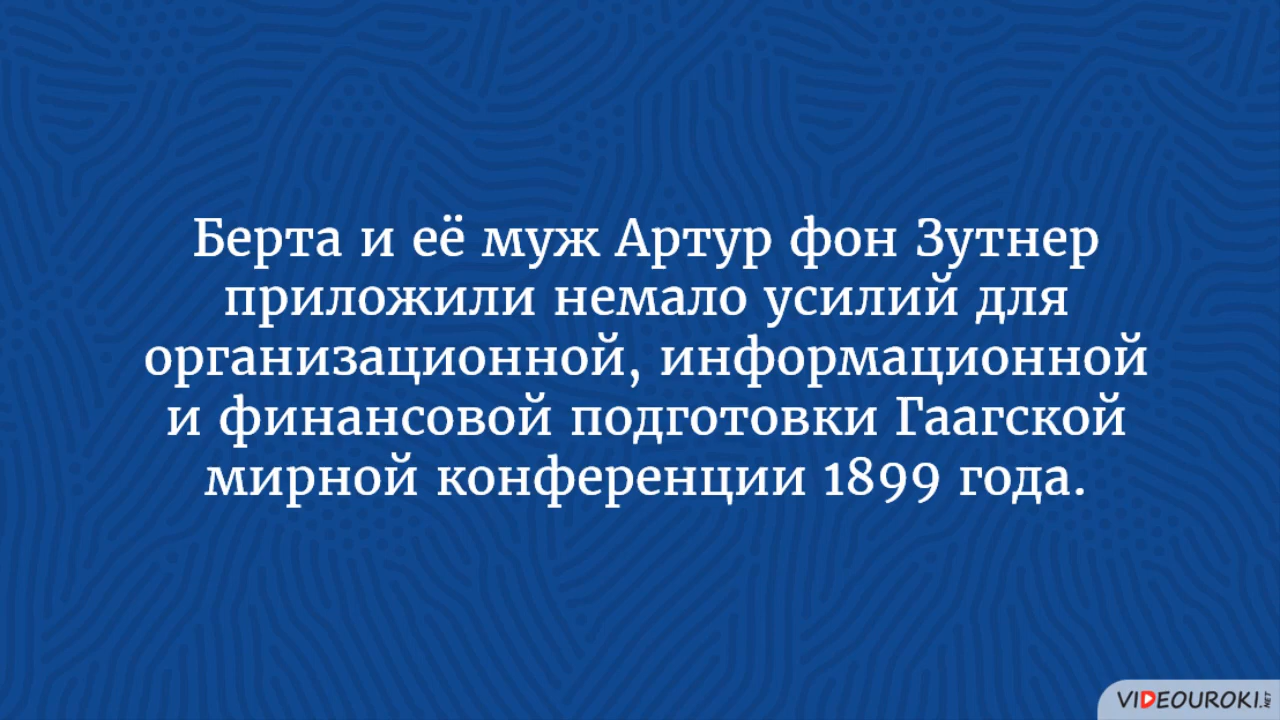 Берта и её муж Артур фон Зутнер
приложили немало усилий для
организационной, информационной
и финансовой подготовки Гаагской
мирной конференции 1899 года.
VIDEOUROKI.NET